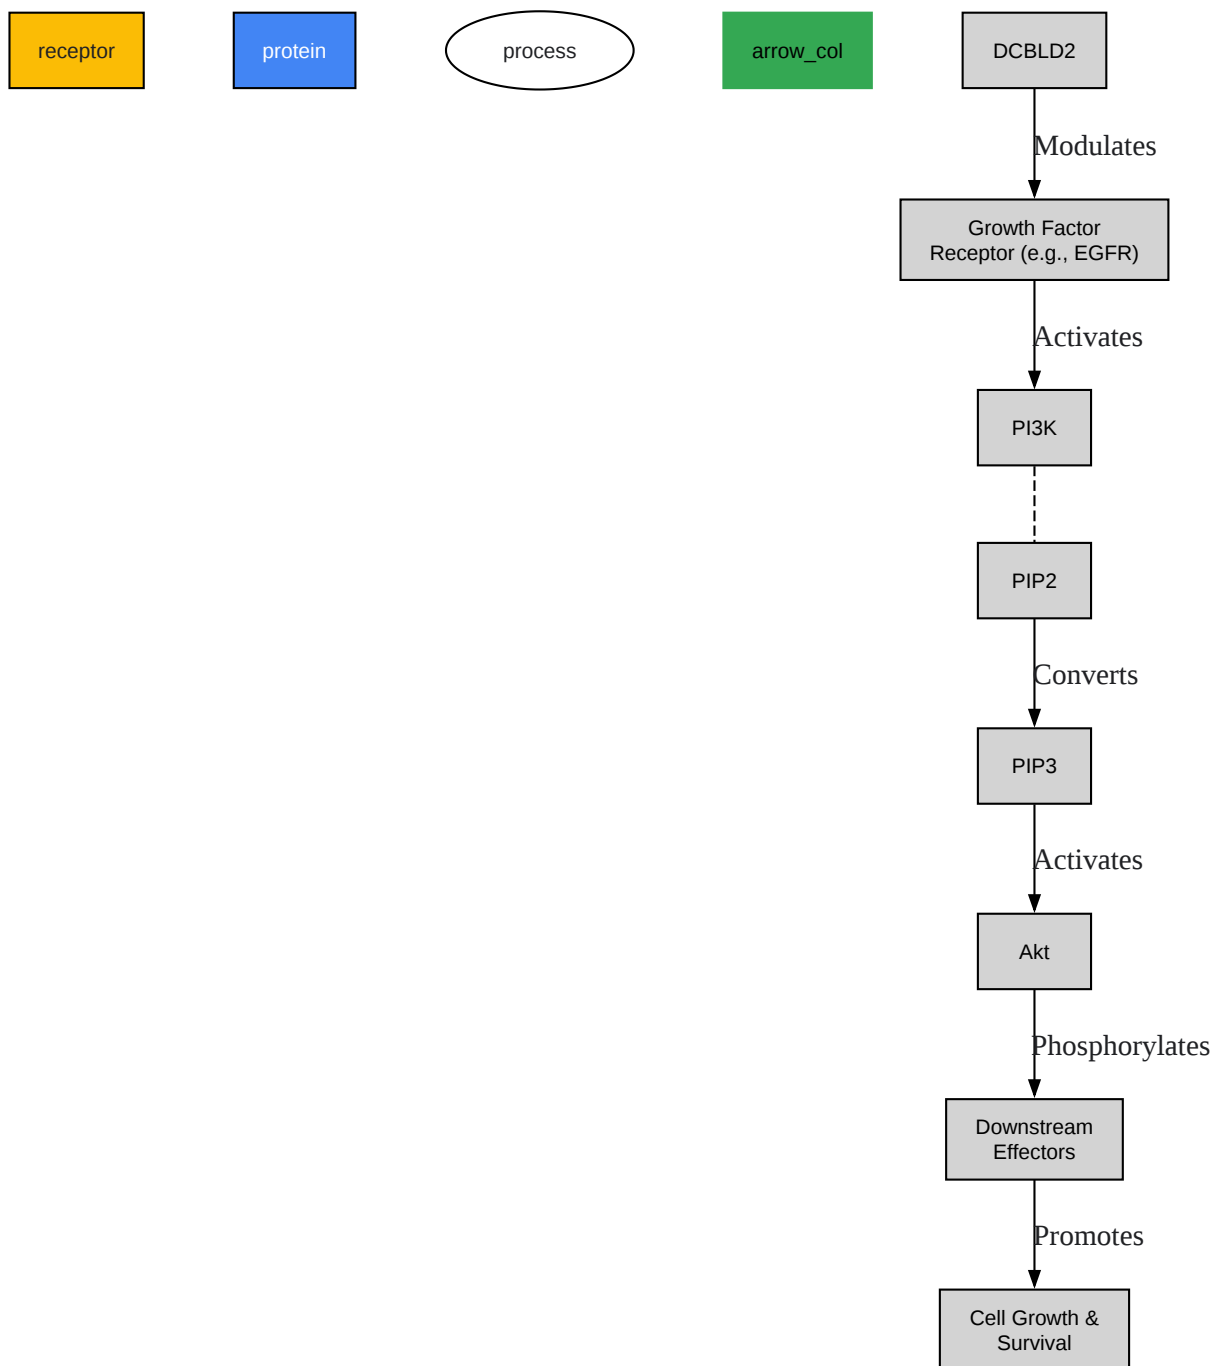 receptor
protein
process
arrow_col
DCBLD2
Modulates
Growth Factor
Receptor (e.g., EGFR)
Activates
PI3K
PIP2
Converts
PIP3
Activates
Akt
Phosphorylates
Downstream
Effectors
Promotes
Cell Growth &
Survival